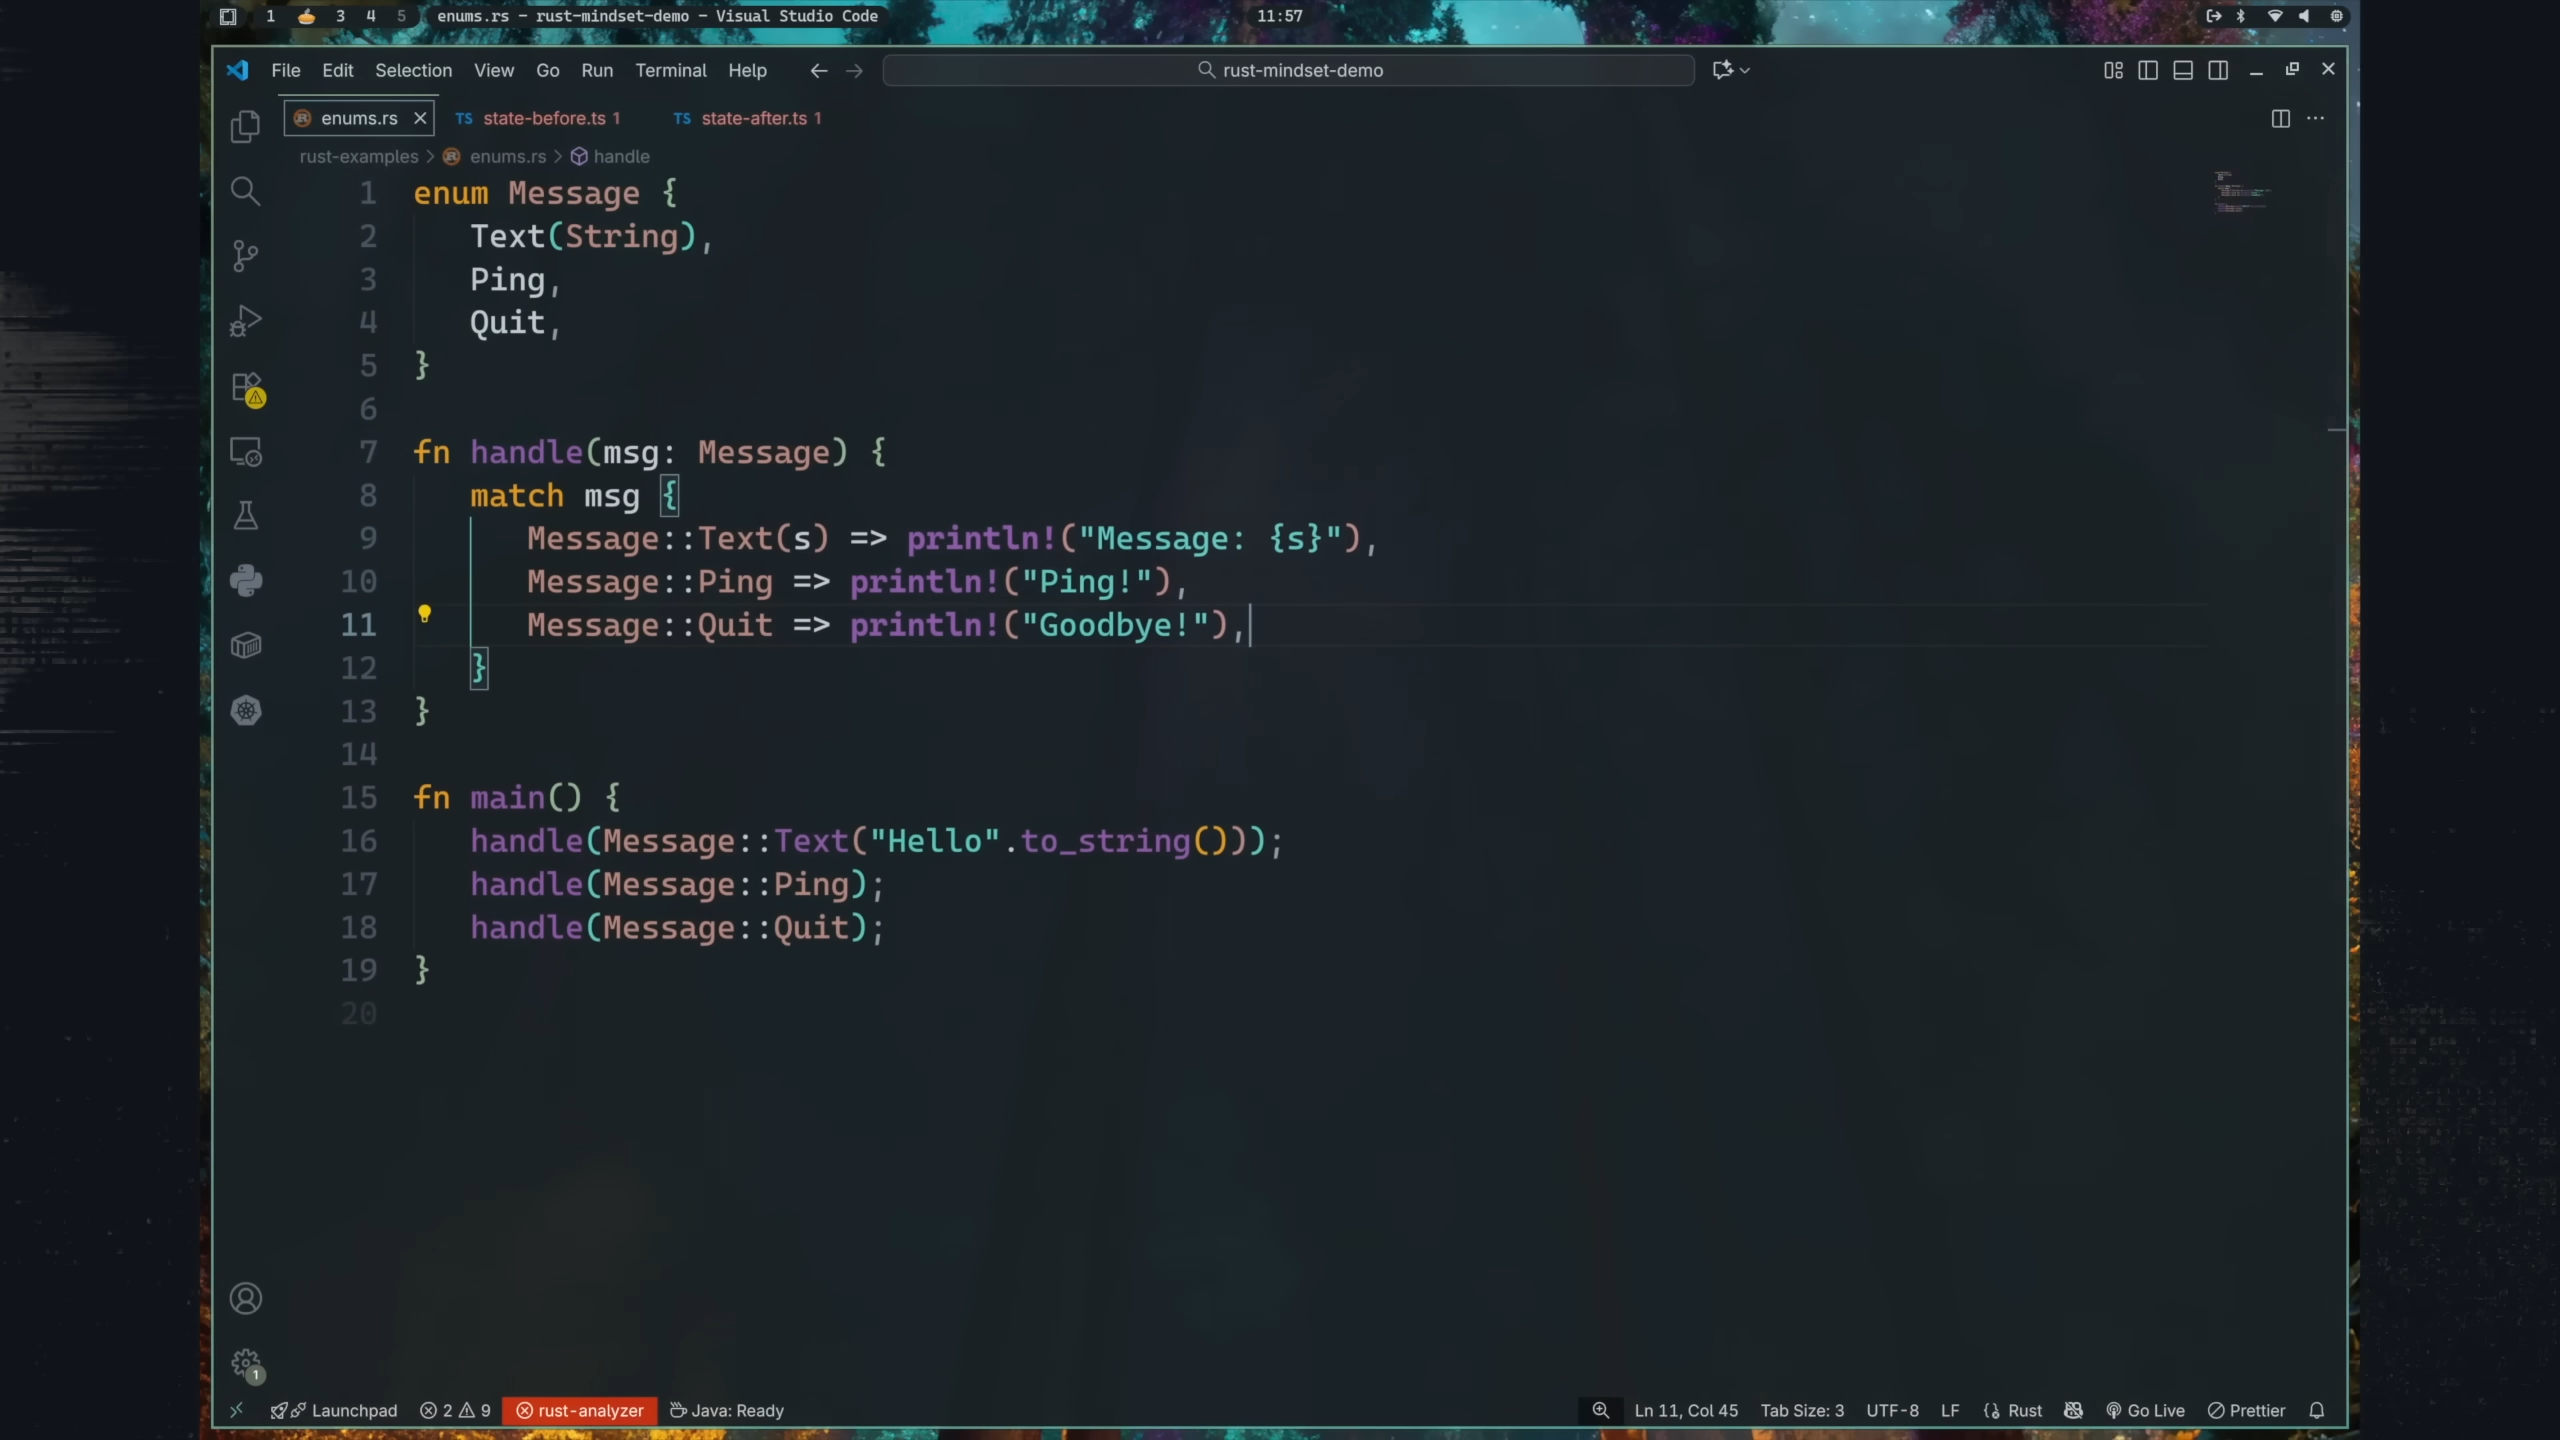 1 3 4 5 enums.rs - rust-mindset-demo - Visual Studio Code 11:57
File Edit Selection View Go Run Terminal Help rust-mindset-demo
enums.rs TS state-before.ts 1 TS state-after.ts 1
rust-examples > enums.rs > handle
1 enum Message {
2 Text(String),
3 Ping,
4 Quit,
5 }
6
7 fn handle(msg: Message) {
8 match msg {
9 Message::Text(s) => println!("Message: {s}"),
10 Message::Ping => println!("Ping!"),
11 Message::Quit => println!("Goodbye!"),
12 }
13 }
14
15 fn main() {
16 handle(Message::Text("Hello".to_string()));
17 handle(Message::Ping);
18 handle(Message::Quit);
19 }
20
1
Launchpad 2 9 rust-analyzer Java: Ready Ln 11, Col 45 Tab Size: 3 UTF-8 LF Rust Go Live Prettier